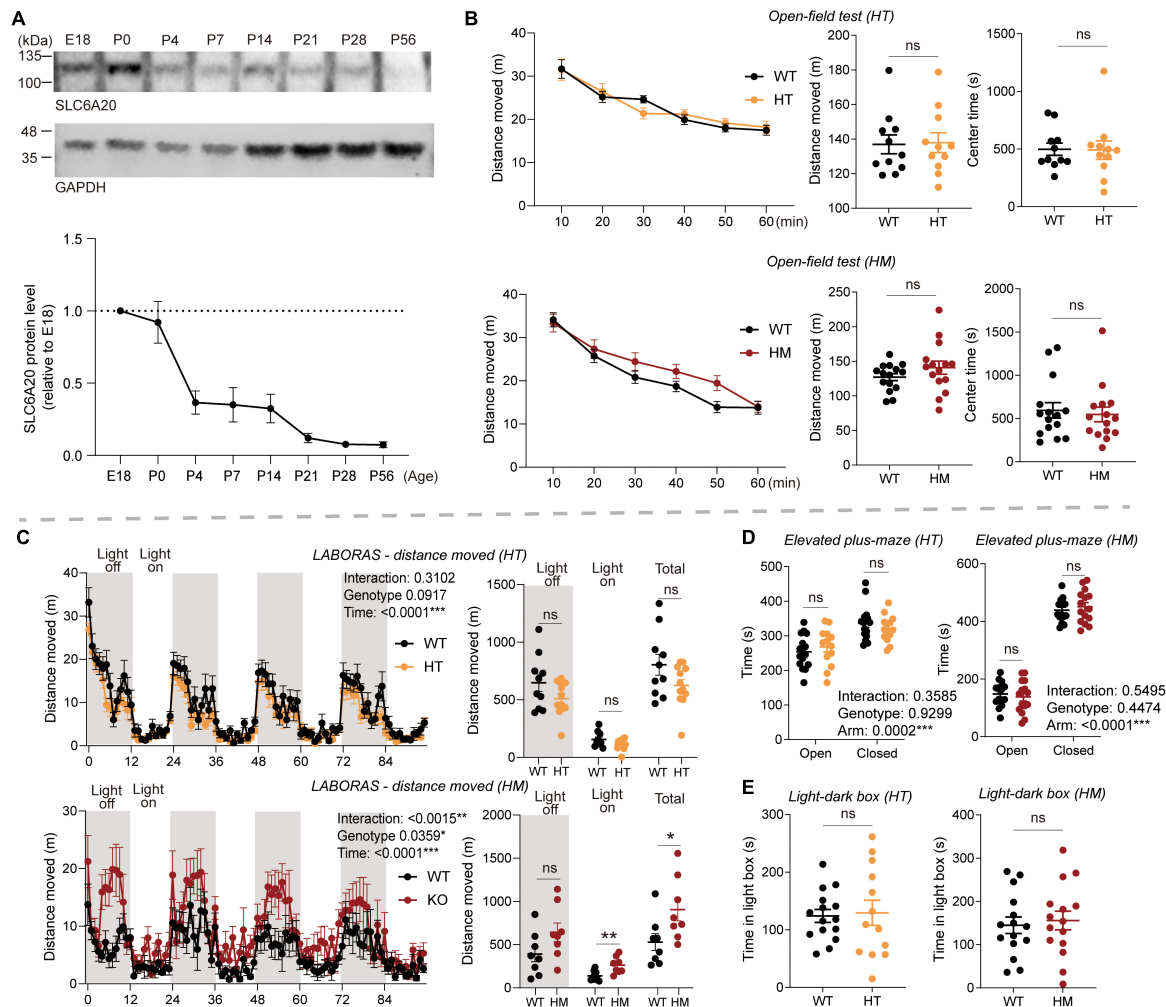 A
(kDa)
E18 P0 P4 P7 P14 P21 P28 P56
135
100
SLC6A20
48
35
GAPDH
SLC6A20 protein level
(relative to E18)
1.5
1.0
0.5
0.0
E18 P0 P4 P7 P14 P21 P28 P56 (Age)
B
Open-field test (HT)
Distance moved (m)
40
30
20
10
0
10 20 30 40 50 60 (min)
WT
HT
Distance moved (m)
200
180
160
140
120
100
ns
WT HT
Center time (s)
1500
1000
500
0
ns
WT HT
Open-field test (HM)
Distance moved (m)
40
30
20
10
0
10 20 30 40 50 60 (min)
WT
HM
Distance moved (m)
250
200
150
100
50
0
ns
WT HM
Center time (s)
2000
1500
1000
500
0
ns
WT HM
C
LABORAS - distance moved (HT)
Light
off
Light
on
Interaction: 0.3102
Genotype 0.0917
Time: <0.0001***
WT
HT
Distance moved (m)
40
30
20
10
0
0 12 24 36 48 60 72 84
Light
off
Light
on
Total
Distance moved (m)
1500
1000
500
0
ns
ns
ns
WT HT WT HT WT HT
LABORAS - distance moved (HM)
Light
off
Light
on
Interaction: <0.0015**
Genotype 0.0359*
Time: <0.0001***
WT
KO
Distance moved (m)
30
20
10
0
0 12 24 36 48 60 72 84
Light
off
Light
on
Total
Distance moved (m)
2000
1500
1000
500
0
ns
**
*
WT HM WT HM WT HM
D
Elevated plus-maze (HT)
Time (s)
600
500
400
300
200
100
0
ns
ns
Interaction: 0.3585
Genotype: 0.9299
Arm: 0.0002***
Open Closed
Elevated plus-maze (HM)
Time (s)
600
400
200
0
ns
ns
Interaction: 0.5495
Genotype: 0.4474
Arm: <0.0001***
Open Closed
E
Light-dark box (HT)
Time in light box (s)
300
200
100
0
ns
WT HT
Light-dark box (HM)
Time in light box (s)
400
300
200
100
0
ns
WT HM